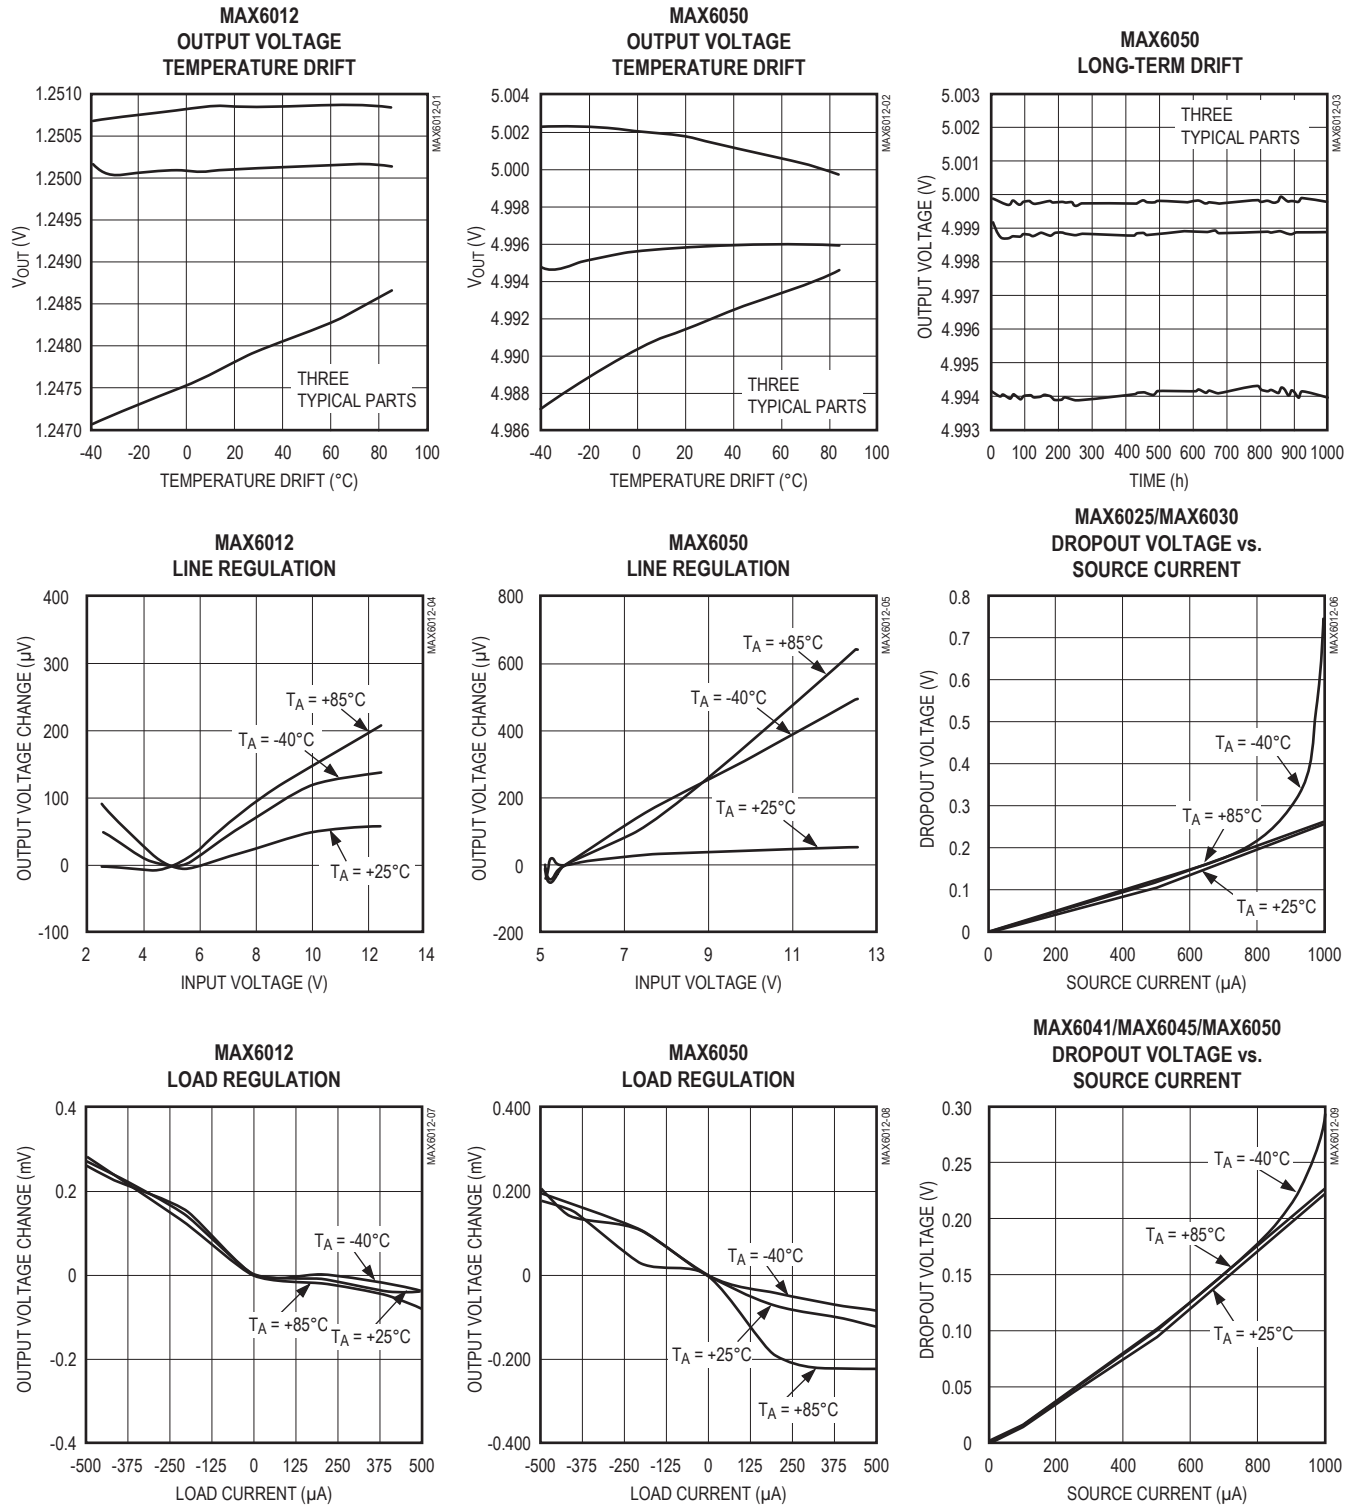 MAX6012
OUTPUT VOLTAGE
TEMPERATURE DRIFT
1.2510
1.2505
1.2500
1.2495
1.2490
1.2485
1.2480
1.2475
1.2470
VOUT (V)
MAX6012-01
THREE
TYPICAL PARTS
-40 -20 0 20 40 60 80 100
TEMPERATURE DRIFT (°C)
MAX6050
OUTPUT VOLTAGE
TEMPERATURE DRIFT
5.004
5.002
5.000
4.998
4.996
4.994
4.992
4.990
4.988
4.986
VOUT (V)
MAX6012-02
THREE
TYPICAL PARTS
-40 -20 0 20 40 60 80 100
TEMPERATURE DRIFT (°C)
MAX6050
LONG-TERM DRIFT
5.003
5.002
5.001
5.000
4.999
4.998
4.997
4.996
4.995
4.994
4.993
OUTPUT VOLTAGE (V)
MAX6012-03
THREE
TYPICAL PARTS
0 100 200 300 400 500 600 700 800 900 1000
TIME (h)
MAX6012
LINE REGULATION
400
300
200
100
0
-100
OUTPUT VOLTAGE CHANGE (µV)
MAX6012-04
TA = +85°C
TA = -40°C
TA = +25°C
2 4 6 8 10 12 14
INPUT VOLTAGE (V)
MAX6050
LINE REGULATION
800
600
400
200
0
-200
OUTPUT VOLTAGE CHANGE (µV)
MAX6012-05
TA = +85°C
TA = -40°C
TA = +25°C
5 7 9 11 13
INPUT VOLTAGE (V)
MAX6025/MAX6030
DROPOUT VOLTAGE vs.
SOURCE CURRENT
0.8
0.7
0.6
0.5
0.4
0.3
0.2
0.1
0
DROPOUT VOLTAGE (V)
MAX6012-06
TA = -40°C
TA = +85°C
TA = +25°C
0 200 400 600 800 1000
SOURCE CURRENT (µA)
MAX6012
LOAD REGULATION
0.4
0.2
0
-0.2
-0.4
OUTPUT VOLTAGE CHANGE (mV)
MAX6012-07
TA = -40°C
TA = +85°C
TA = +25°C
-500 -375 -250 -125 0 125 250 375 500
LOAD CURRENT (µA)
MAX6050
LOAD REGULATION
0.400
0.200
0
-0.200
-0.400
OUTPUT VOLTAGE CHANGE (mV)
MAX6012-08
TA = -40°C
TA = +25°C
TA = +85°C
-500 -375 -250 -125 0 125 250 375 500
LOAD CURRENT (µA)
MAX6041/MAX6045/MAX6050
DROPOUT VOLTAGE vs.
SOURCE CURRENT
0.30
0.25
0.20
0.15
0.10
0.05
0
DROPOUT VOLTAGE (V)
MAX6012-09
TA = -40°C
TA = +85°C
TA = +25°C
0 200 400 600 800 1000
SOURCE CURRENT (µA)